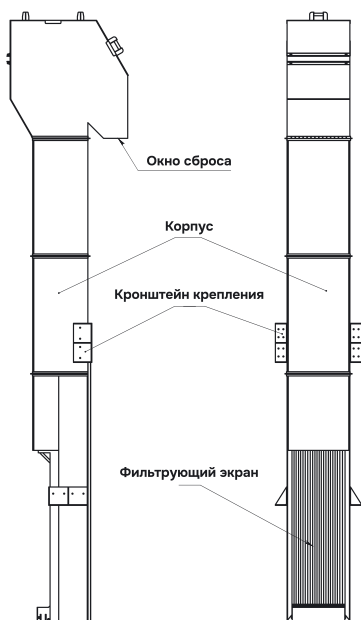 Окно сброса
Корпус
Кронштейн крепления
Фильтрующий экран